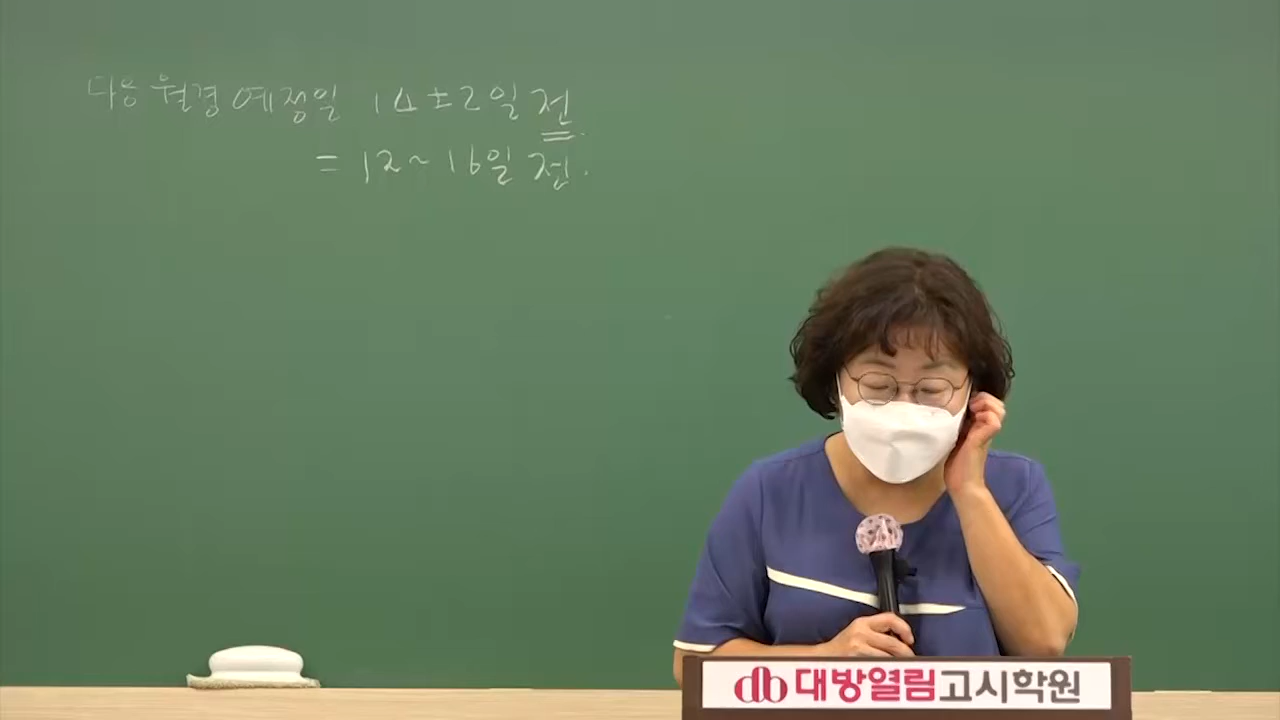 다음 월경 예정일 14±2일 전
= 12~16일 전.
대방열림고시학원